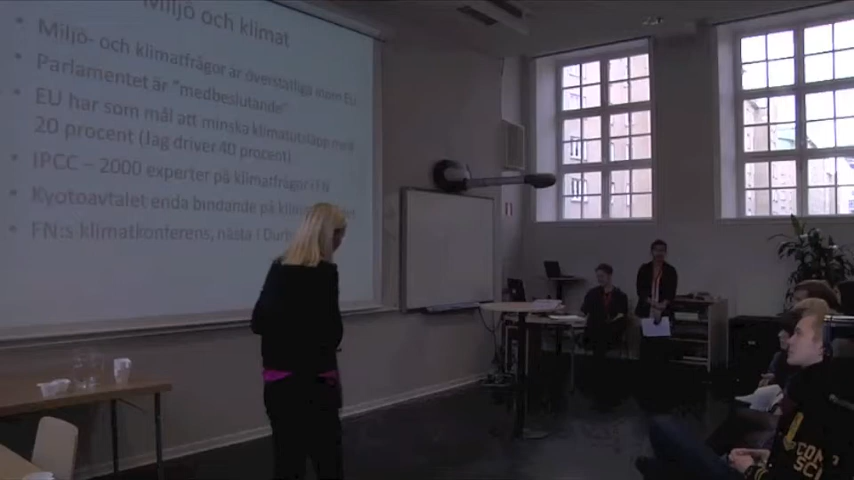 Miljö och klimat
• Miljö- och klimatfrågor är överstatliga inom EU
• Parlamentet är "medbeslutande"
• EU har som mål att minska klimatutsläpp med
20 procent (jag driver 40 procent)
• IPCC – 2000 experter på klimatfrågor i
• Kyotoavtalet enda bindande på
• FN:s klimatkonferens, nästa i